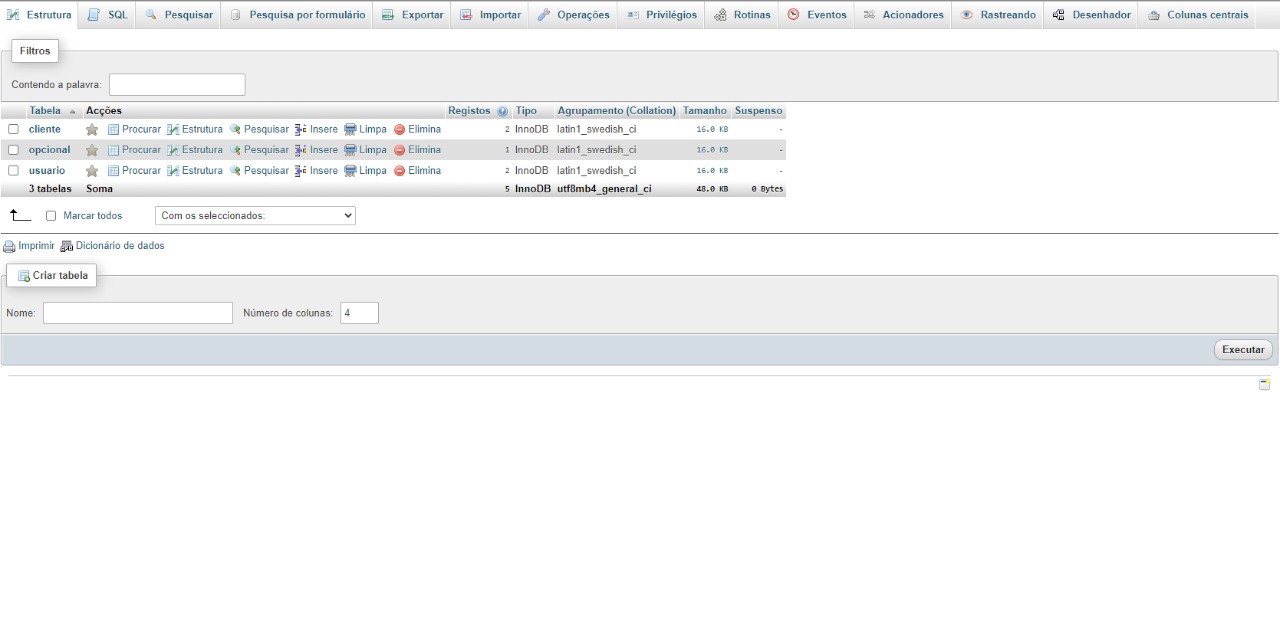 Estrutura SQL Pesquisar Pesquisa por formulário Exportar Importar Operações Privilégios Rotinas Eventos Acionadores Rastreando Desenhador Colunas centrais
Filtros
Contendo a palavra:
Tabela Acções Registos Tipo Agrupamento (Collation) Tamanho Suspenso
cliente Procurar Estrutura Pesquisar Insere Limpa Elimina 2 InnoDB latin1_swedish_ci 16.0 KB -
opcional Procurar Estrutura Pesquisar Insere Limpa Elimina 1 InnoDB latin1_swedish_ci 16.0 KB -
usuario Procurar Estrutura Pesquisar Insere Limpa Elimina 2 InnoDB latin1_swedish_ci 16.0 KB -
3 tabelas Soma 5 InnoDB utf8mb4_general_ci 48.0 KB 0 Bytes
Marcar todos Com os seleccionados:
Imprimir Dicionário de dados
Criar tabela
Nome: Número de colunas: 4
Executar